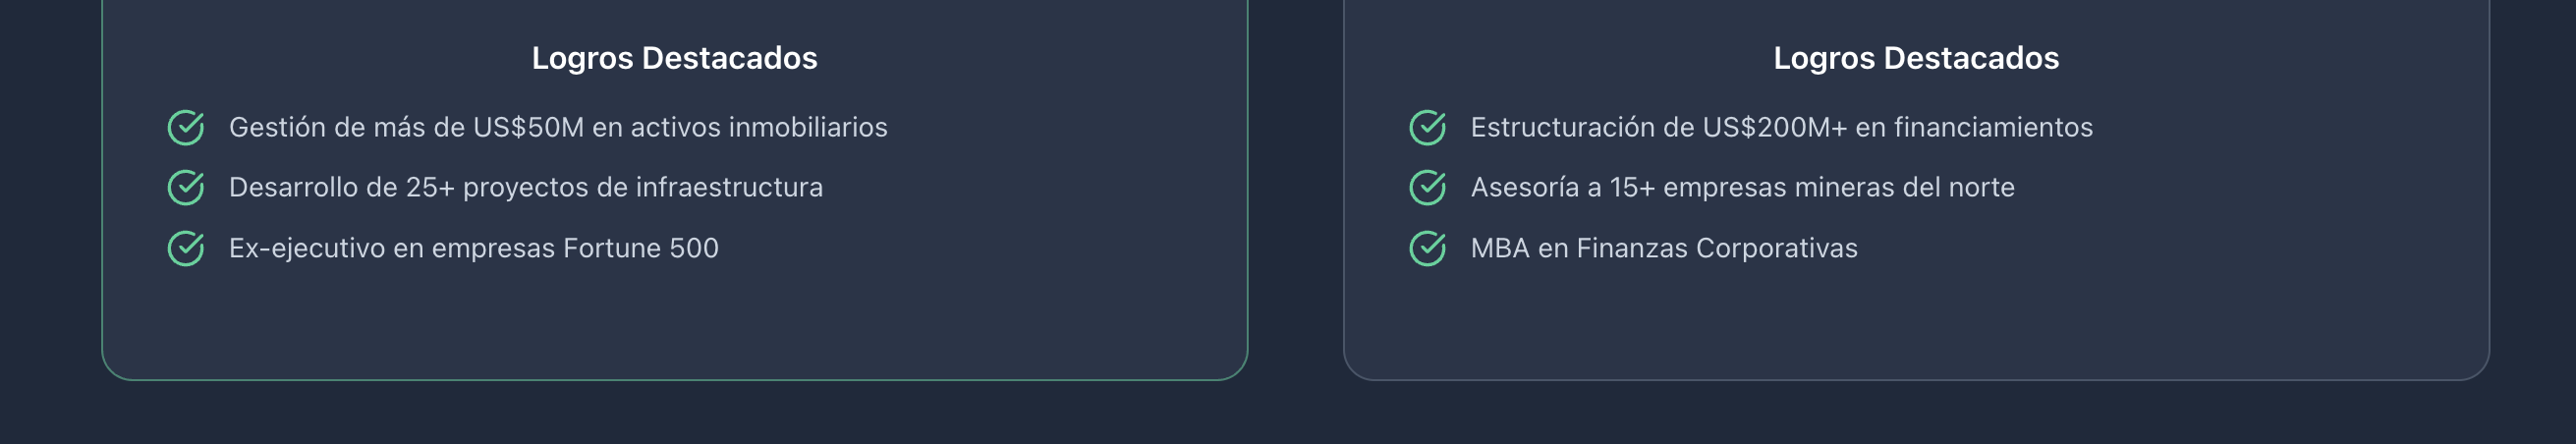 Logros Destacados
Gestión de más de US$50M en activos inmobiliarios
Desarrollo de 25+ proyectos de infraestructura
Ex-ejecutivo en empresas Fortune 500
Logros Destacados
Estructuración de US$200M+ en financiamientos
Asesoría a 15+ empresas mineras del norte
MBA en Finanzas Corporativas